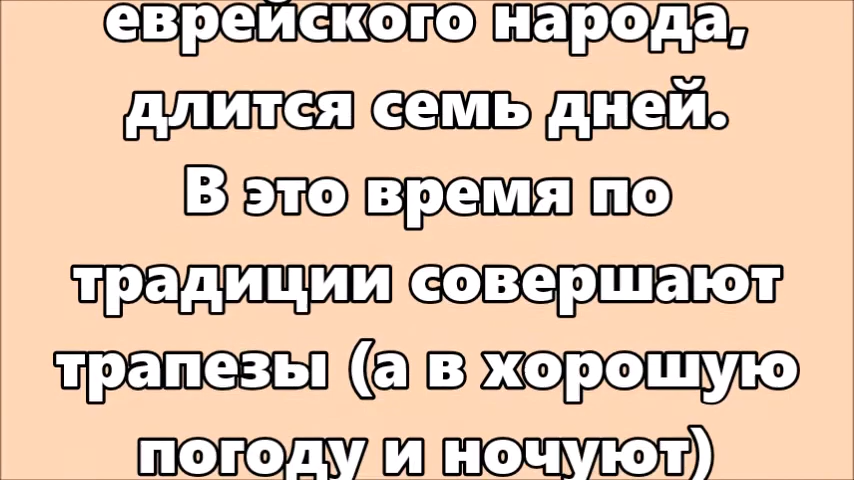 еврейского народа,
длится семь дней.
В это время по
традиции совершают
трапезы (а в хорошую
погоду и ночуют)